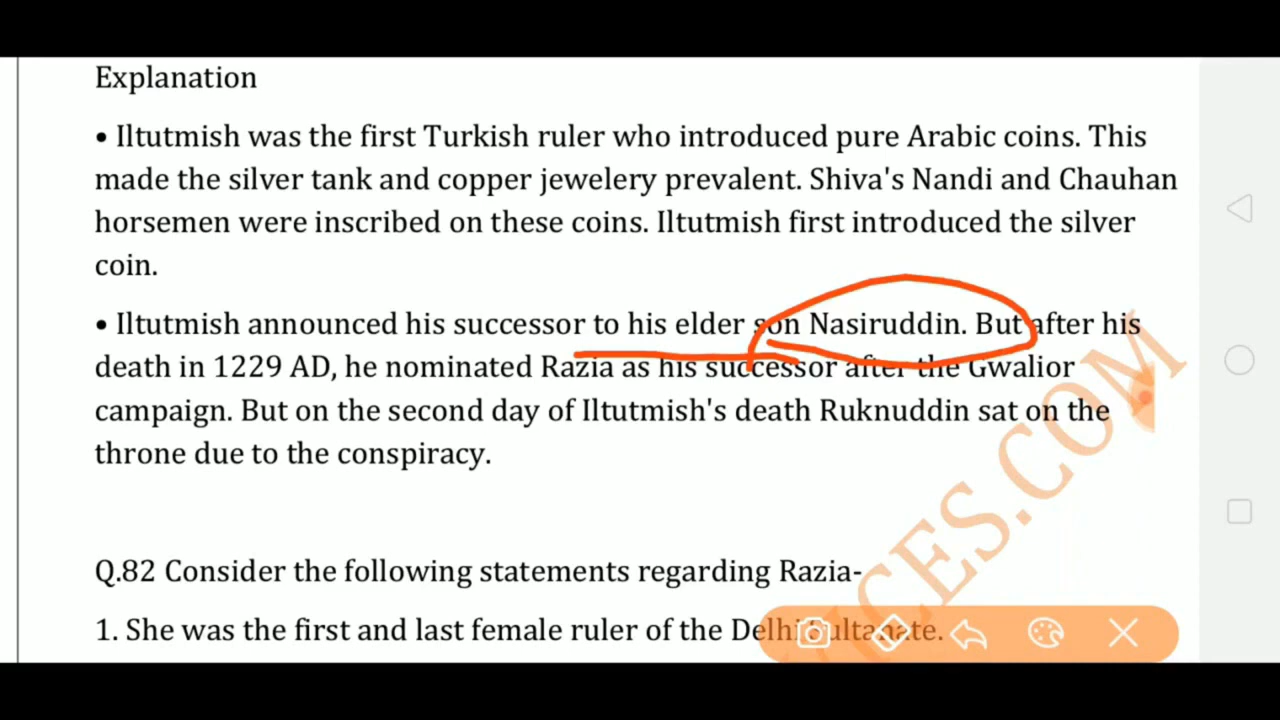 Explanation
• Iltutmish was the first Turkish ruler who introduced pure Arabic coins. This
made the silver tank and copper jewelery prevalent. Shiva's Nandi and Chauhan
horsemen were inscribed on these coins. Iltutmish first introduced the silver
coin.
• Iltutmish announced his successor to his elder son Nasiruddin. But after his
death in 1229 AD, he nominated Razia as his successor after the Gwalior
campaign. But on the second day of Iltutmish's death Ruknuddin sat on the
throne due to the conspiracy.
Q.82 Consider the following statements regarding Razia-
1. She was the first and last female ruler of the Delhi Sultanate.
ICES.COM